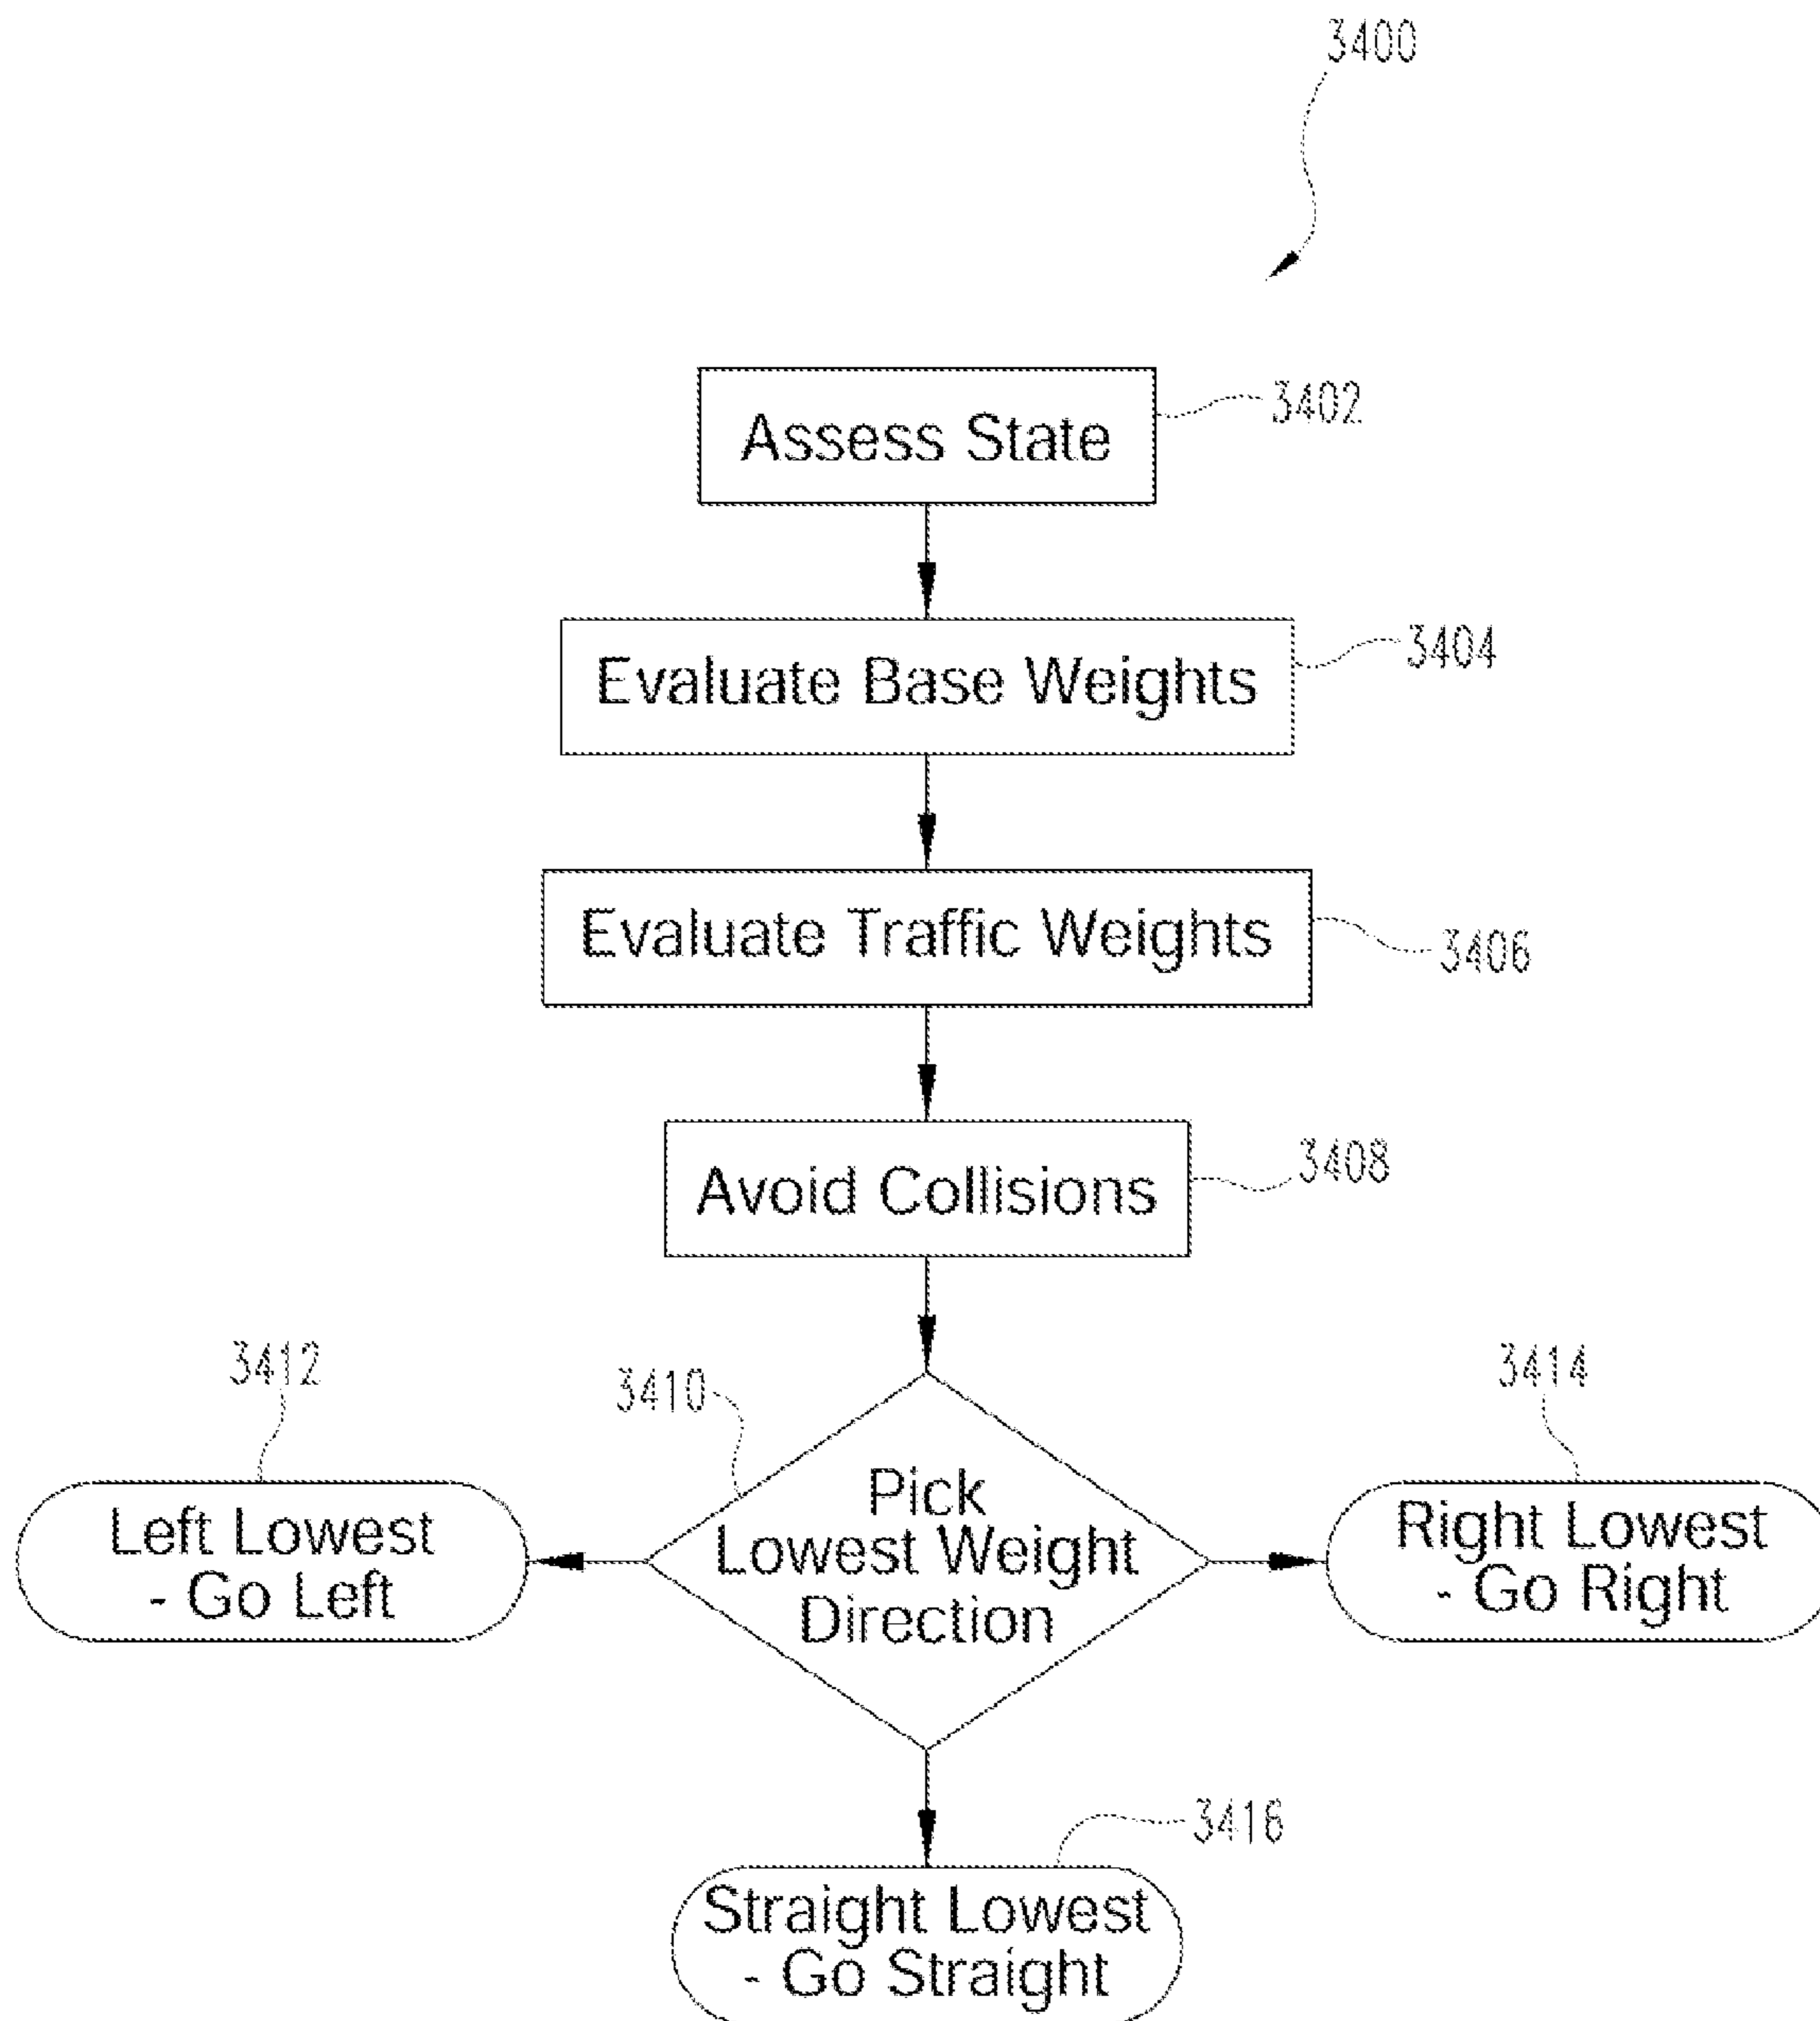 3400
Assess State
3402
Evaluate Base Weights
3404
Evaluate Traffic Weights
3406
Avoid Collisions
3408
3412
3410
3414
Left Lowest
- Go Left
Pick
Lowest Weight
Direction
Right Lowest
- Go Right
3416
Straight Lowest
- Go Straight